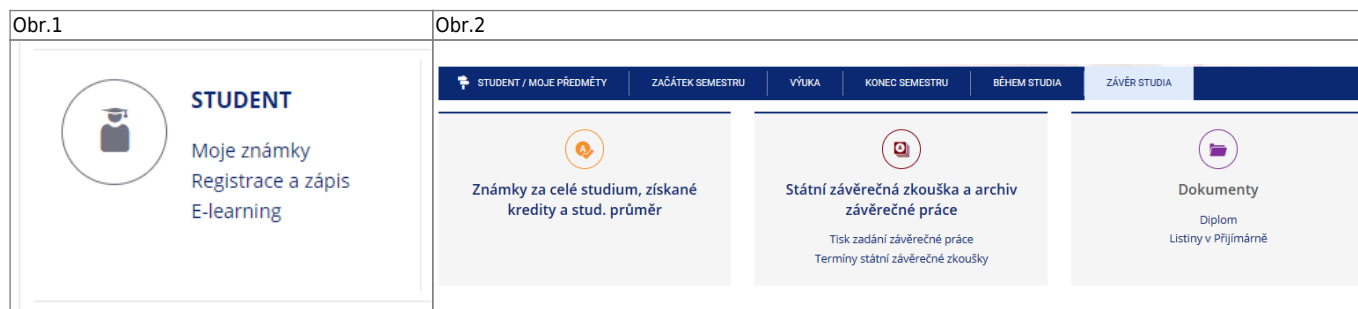 Obr.1
STUDENT
Moje známky
Registrace a zápis
E-learning
Obr.2
STUDENT / MOJE PŘEDMĚTY
ZAČÁTEK SEMESTRU
VÝUKA
KONEC SEMESTRU
BĚHEM STUDIA
ZÁVĚR STUDIA
Známky za celé studium, získané
kredity a stud. průměr
Státní závěrečná zkouška a archiv
závěrečné práce
Tisk zadání závěrečné práce
Termíny státní závěrečné zkoušky
Dokumenty
Diplom
Listiny v Přijímárně